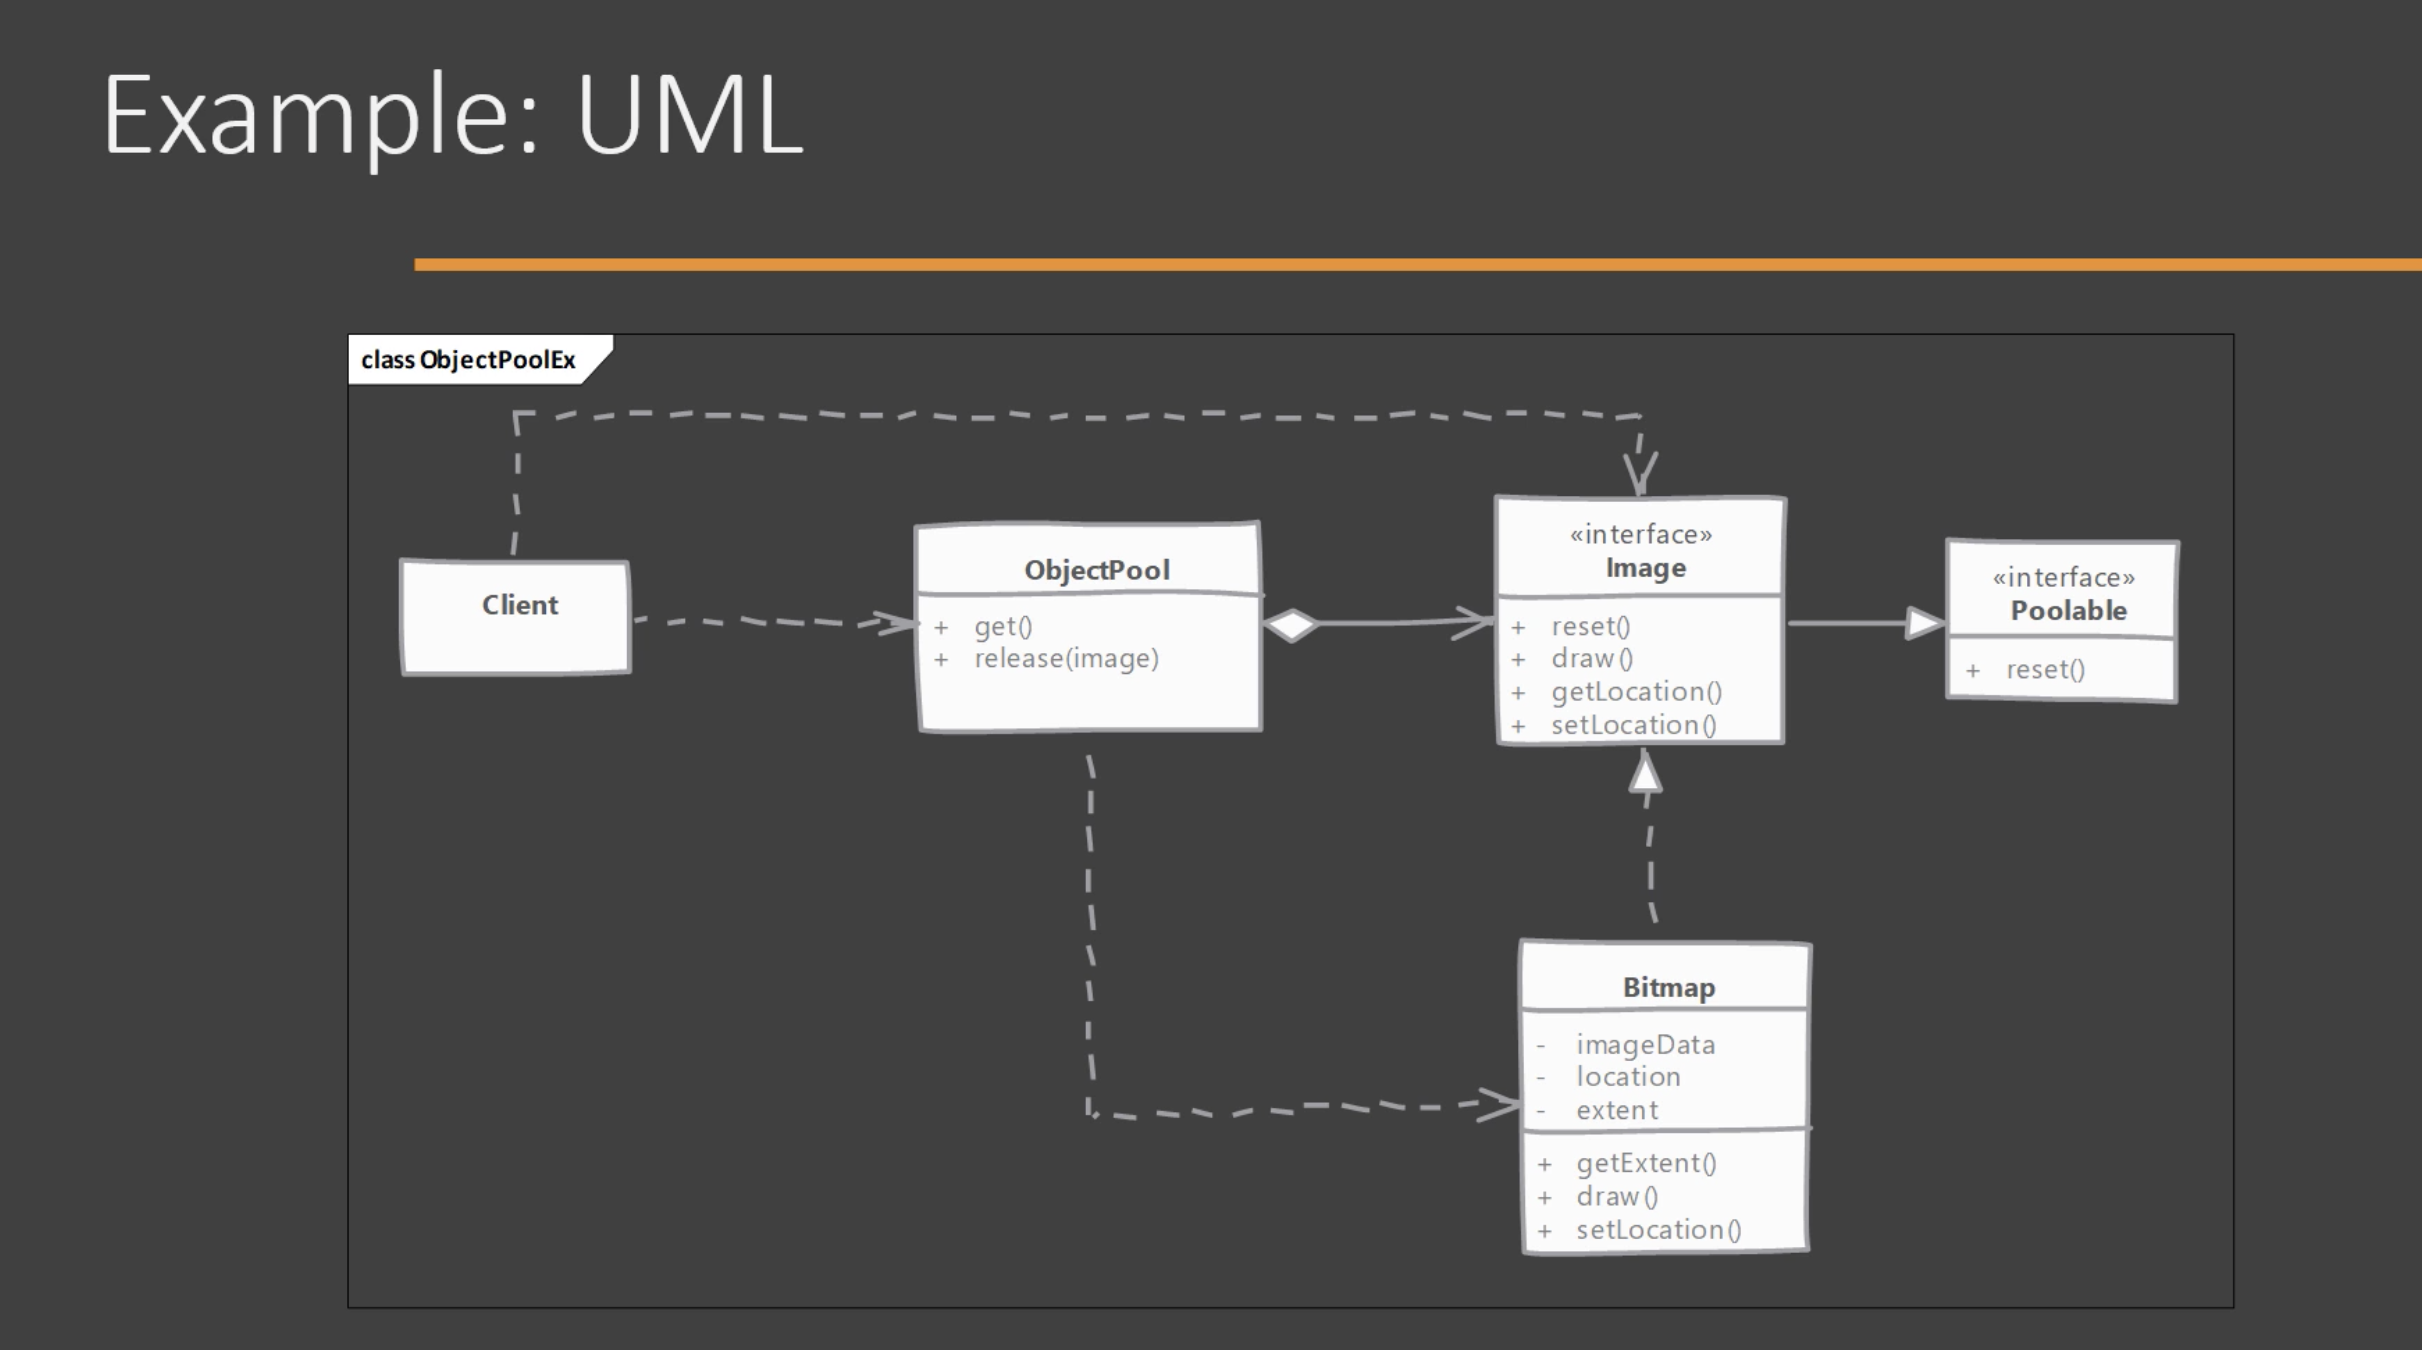 Example: UML
class ObjectPoolEx
Client
ObjectPool
+ get()
+ release(image)
«interface»
Image
+ reset()
+ draw()
+ getLocation()
+ setLocation()
«interface»
Poolable
+ reset()
Bitmap
- imageData
- location
- extent
+ getExtent()
+ draw()
+ setLocation()